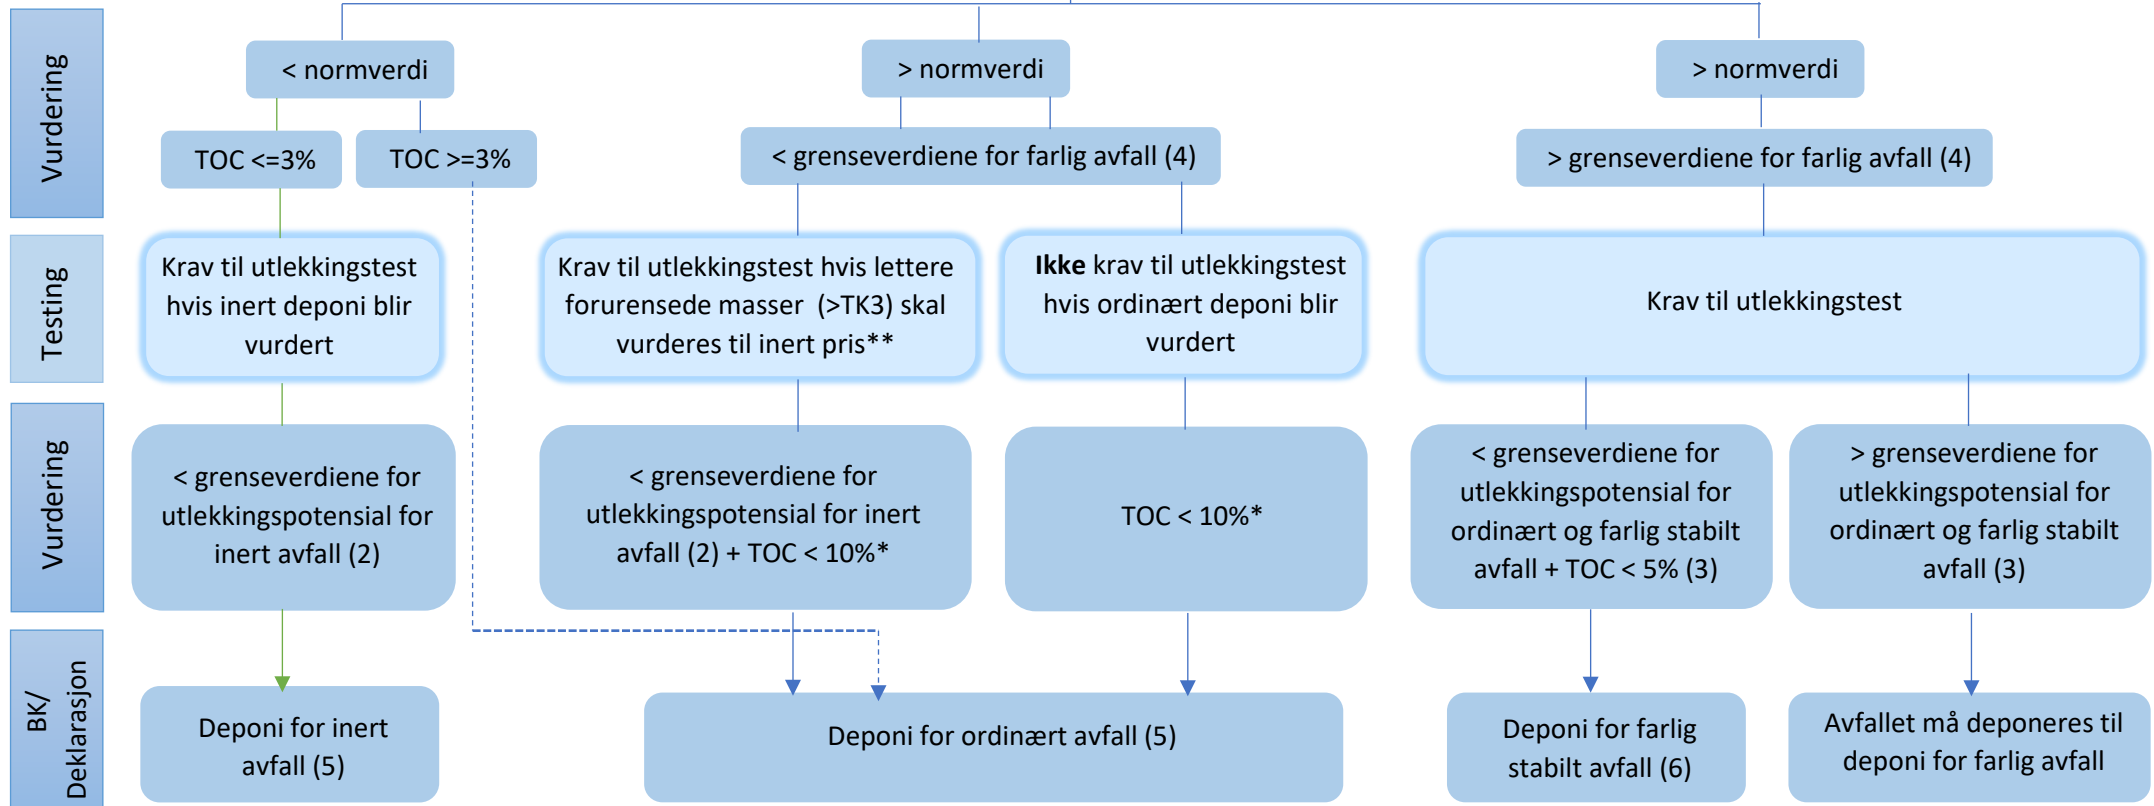 Vurdering
< normverdi
> normverdi
> normverdi
TOC <=3%
TOC >=3%
< grenseverdiene for farlig avfall (4)
> grenseverdiene for farlig avfall (4)
Testing
Krav til utlekkingstest
hvis inert deponi blir
vurdert
Krav til utlekkingstest hvis lettere
forurensede masser (>TK3) skal
vurderes til inert pris**
Ikke krav til utlekkingstest
hvis ordinært deponi blir
vurdert
Krav til utlekkingstest
Vurdering
< grenseverdiene for
utlekkingspotensial for
inert avfall (2)
< grenseverdiene for
utlekkingspotensial for inert
avfall (2) + TOC < 10%*
TOC < 10%*
< grenseverdiene for
utlekkingspotensial for
ordinært og farlig stabilt
avfall + TOC < 5% (3)
> grenseverdiene for
utlekkingspotensial for
ordinært og farlig stabilt
avfall (3)
BK/
Deklarasjon
Deponi for inert
avfall (5)
Deponi for ordinært avfall (5)
Deponi for farlig
stabilt avfall (6)
Avfallet må deponeres til
deponi for farlig avfall